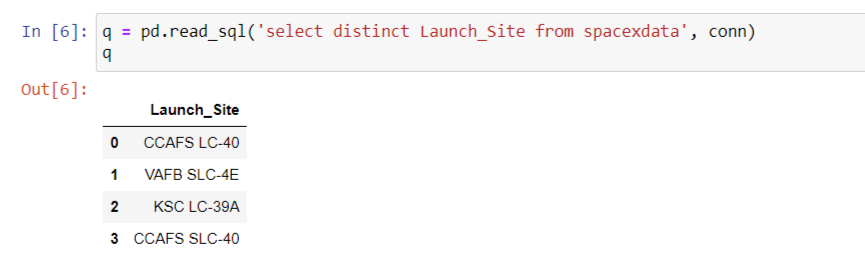 In [6]: q = pd.read_sql('select distinct Launch_Site from spacexdata', conn)
q
Out[6]:
Launch_Site
0 CCAFS LC-40
1 VAFB SLC-4E
2 KSC LC-39A
3 CCAFS SLC-40